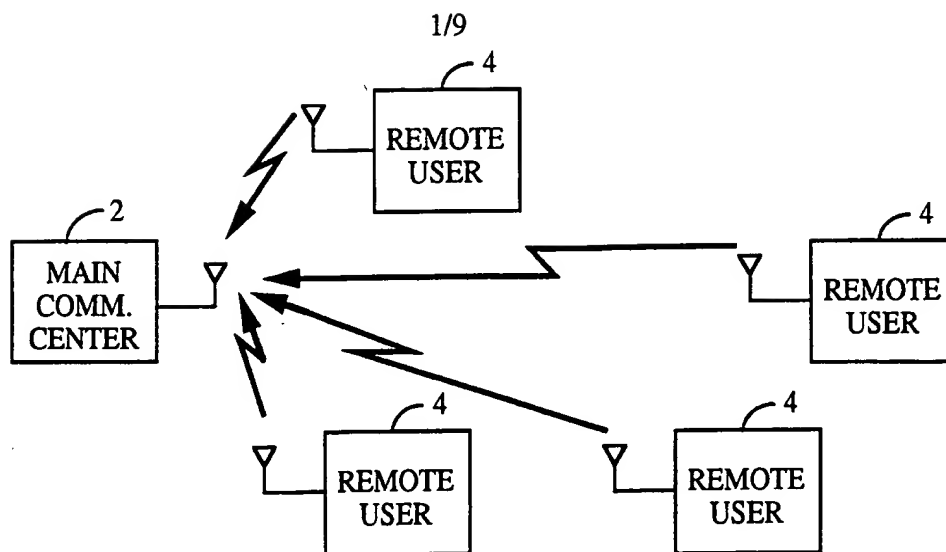 1/9
4
REMOTE
USER
2
MAIN
COMM.
CENTER
4
REMOTE
USER
4
REMOTE
USER
4
REMOTE
USER